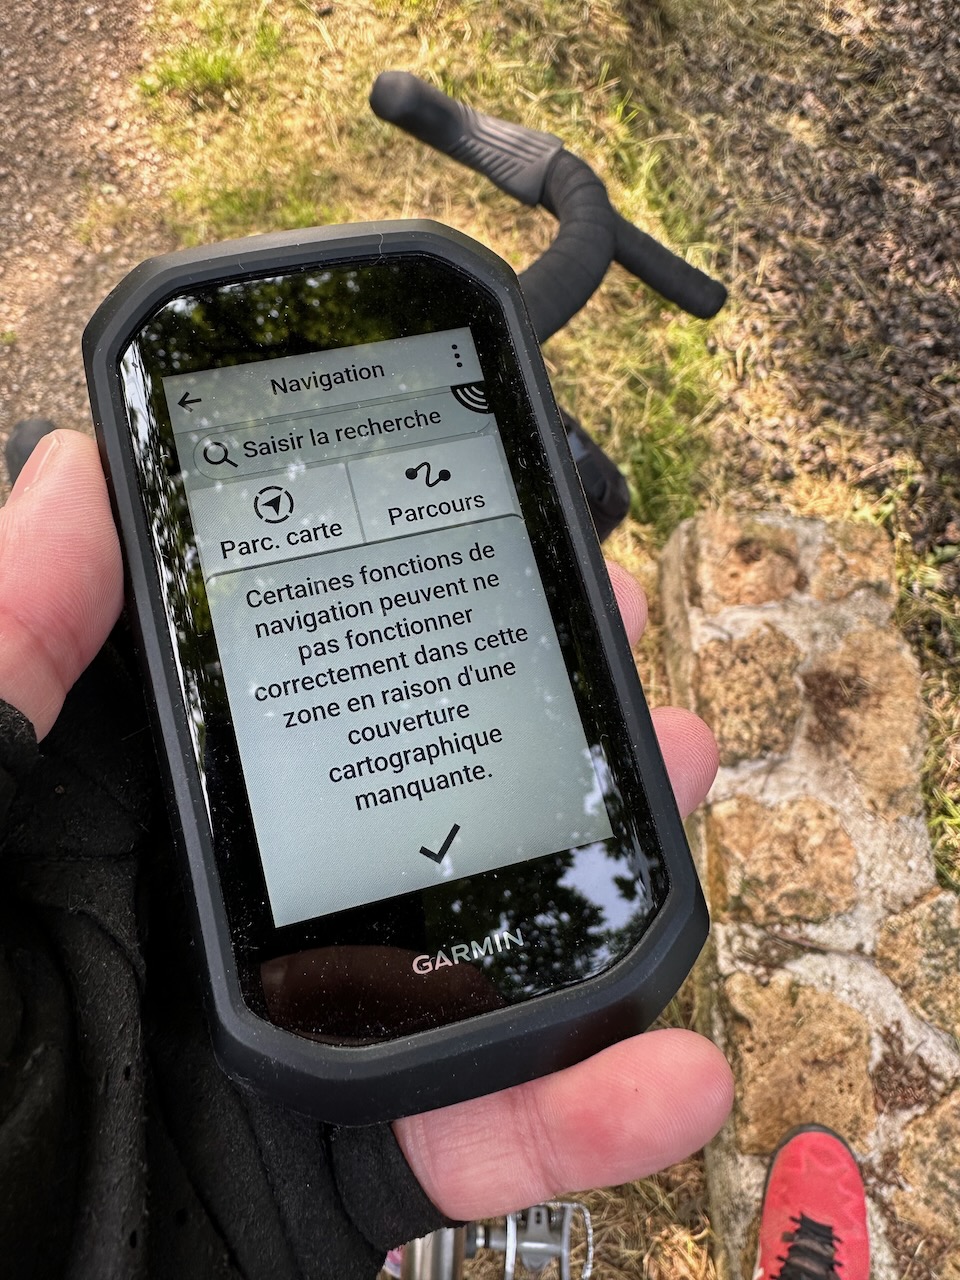 Navigation
Saisir la recherche
Parc. carte
Parcours
Certaines fonctions de
navigation peuvent ne
pas fonctionner
correctement dans cette
zone en raison d'une
couverture
cartographique
manquante.
GARMIN